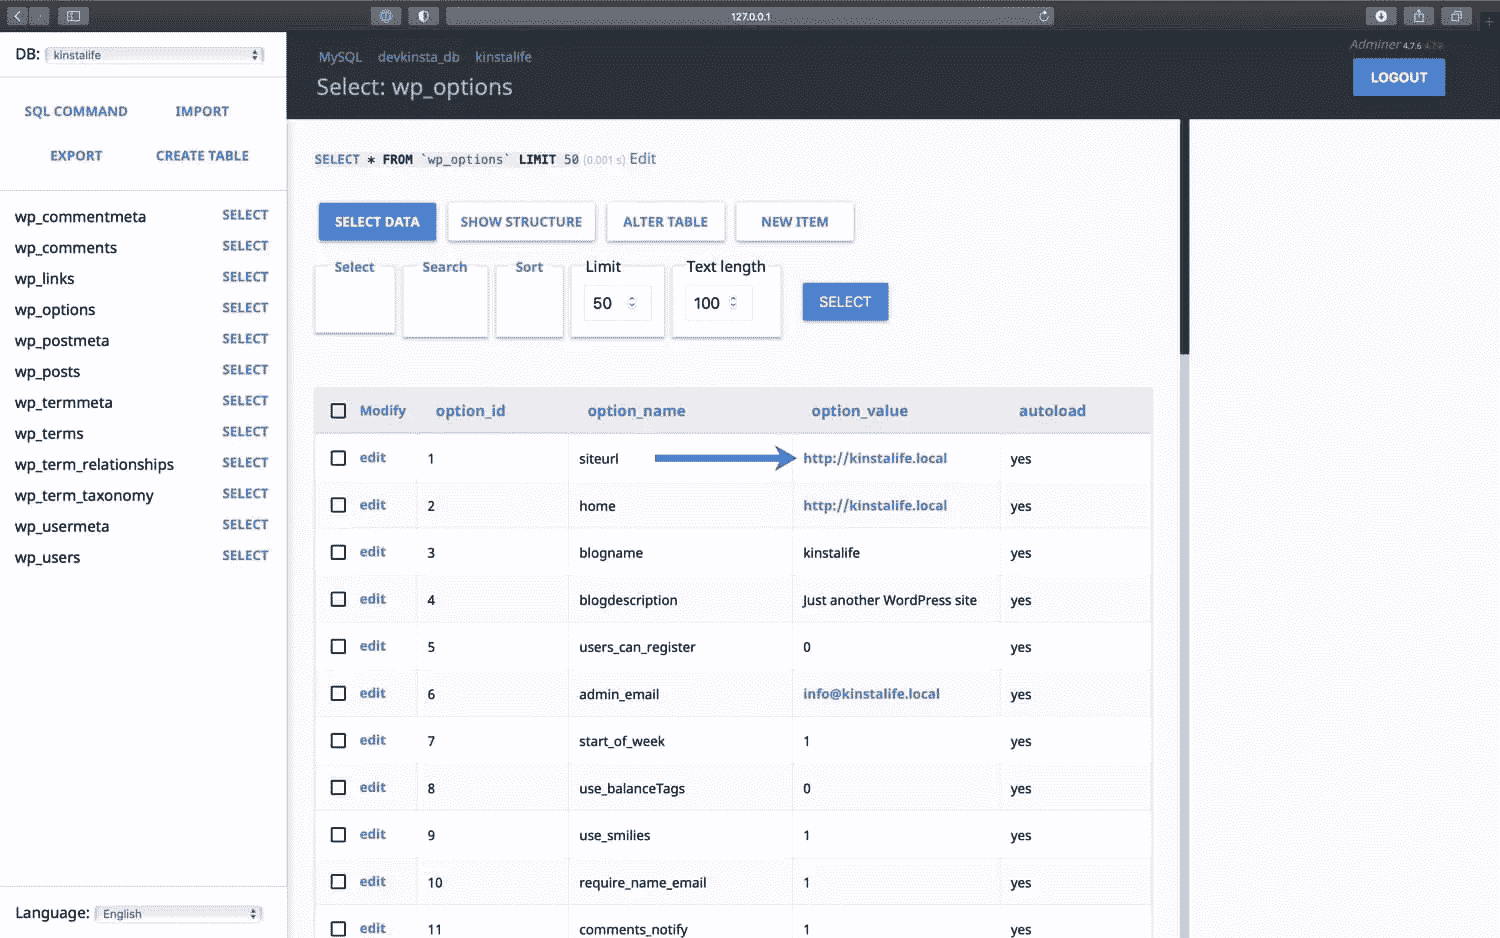 127.0.0.1
DB: kinstalife
SQL COMMAND IMPORT
EXPORT CREATE TABLE
wp_commentmeta SELECT
wp_comments SELECT
wp_links SELECT
wp_options SELECT
wp_postmeta SELECT
wp_posts SELECT
wp_termmeta SELECT
wp_terms SELECT
wp_term_relationships SELECT
wp_term_taxonomy SELECT
wp_usermeta SELECT
wp_users SELECT
Language: English
MySQL devkinsta_db kinstalife
Select: wp_options
Adminer 4.7.6
LOGOUT
SELECT * FROM `wp_options` LIMIT 50 (0.001 s) Edit
SELECT DATA SHOW STRUCTURE ALTER TABLE NEW ITEM
Select Search Sort Limit Text length
50 100 SELECT
Modify option_id option_name option_value autoload
edit 1 siteurl http://kinstalife.local yes
edit 2 home http://kinstalife.local yes
edit 3 blogname kinstalife yes
edit 4 blogdescription Just another WordPress site yes
edit 5 users_can_register 0 yes
edit 6 admin_email info@kinstalife.local yes
edit 7 start_of_week 1 yes
edit 8 use_balanceTags 0 yes
edit 9 use_smilies 1 yes
edit 10 require_name_email 1 yes
edit 11 comments_notify 1 yes